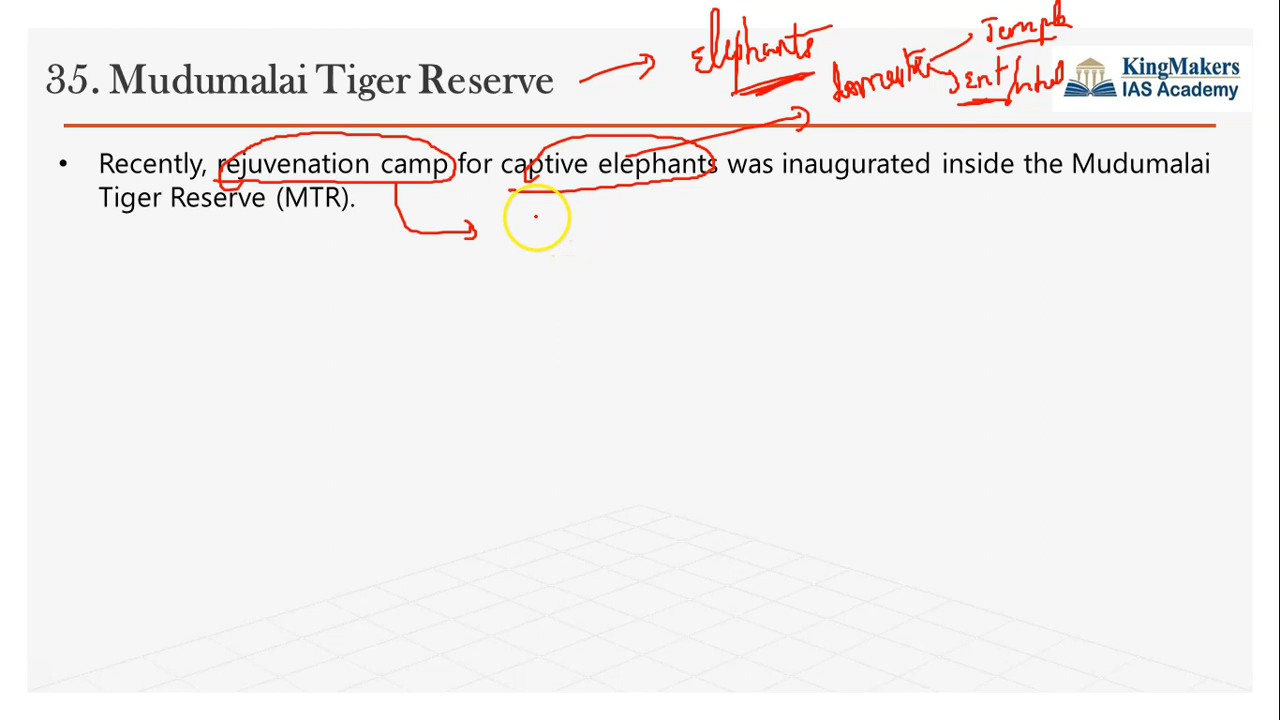 elephants
Temple
35. Mudumalai Tiger Reserve
KingMakers
IAS Academy
• Recently, rejuvenation camp for captive elephants was inaugurated inside the Mudumalai
Tiger Reserve (MTR).